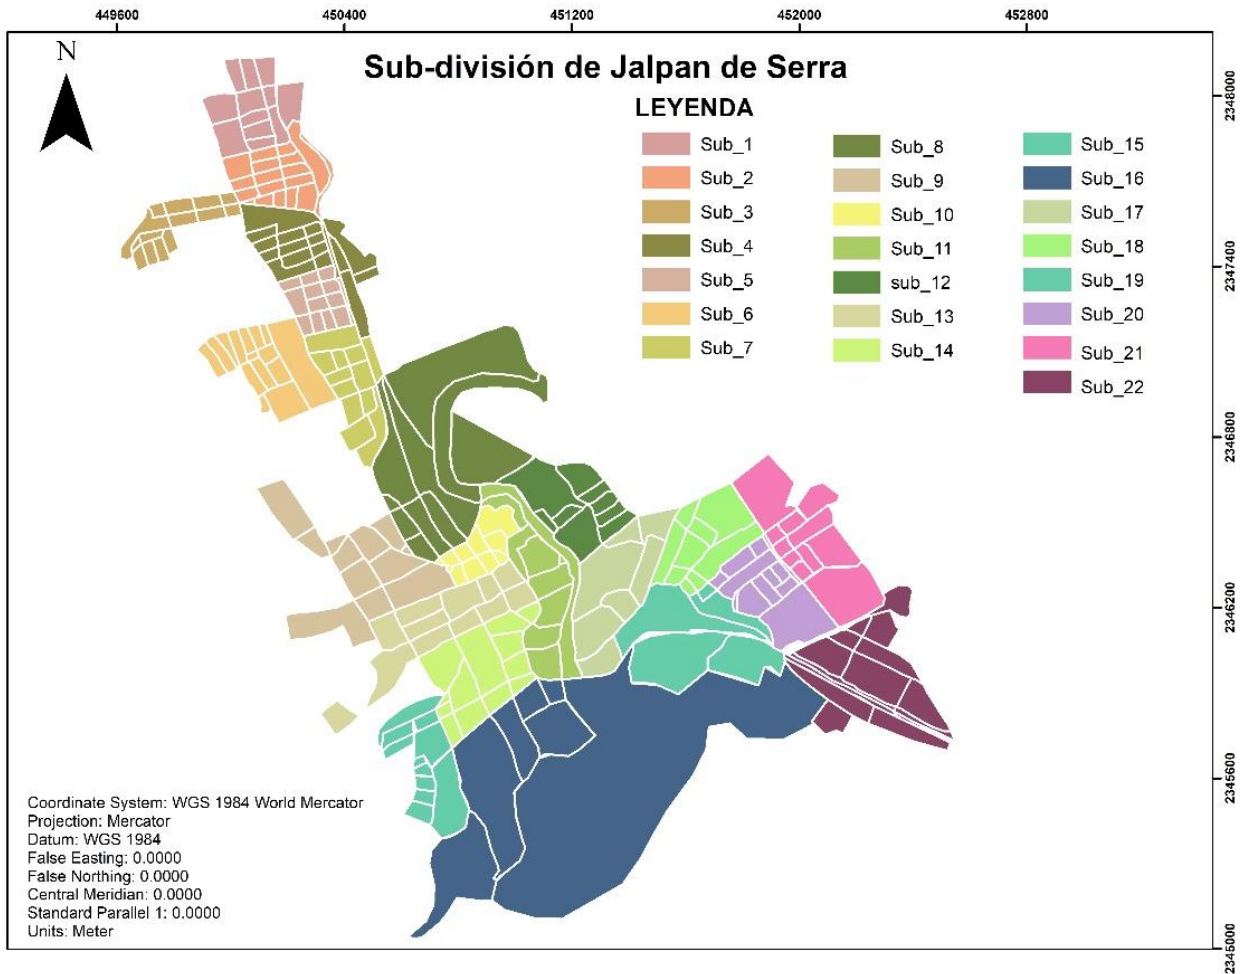 449600 450400 451200 452000 452800
N
Sub-división de Jalpan de Serra
LEYENDA
Sub_1
Sub_2
Sub_3
Sub_4
Sub_5
Sub_6
Sub_7
Sub_8
Sub_9
Sub_10
Sub_11
sub_12
Sub_13
Sub_14
Sub_15
Sub_16
Sub_17
Sub_18
Sub_19
Sub_20
Sub_21
Sub_22
2348000
2347400
2346800
2346200
2345600
2345000
Coordinate System: WGS 1984 World Mercator
Projection: Mercator
Datum: WGS 1984
False Easting: 0.0000
False Northing: 0.0000
Central Meridian: 0.0000
Standard Parallel 1: 0.0000
Units: Meter